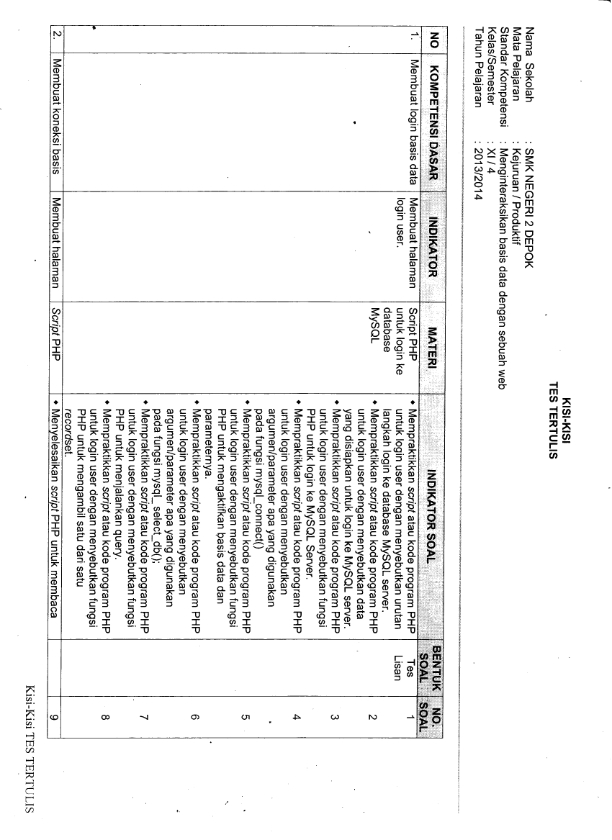 KISI-KISI
TES TERTULIS
Nama Sekolah : SMK NEGERI 2 DEPOK
Mata Pelajaran : Kejuruan / Produktif
Standar Kompetensi : Menginteraksikan basis data dengan sebuah web
Kelas/Semester : XI / 4
Tahun Pelajaran : 2013/2014
NO KOMPETENSI DASAR INDIKATOR MATERI INDIKATOR SOAL BENTUK SOAL NO. SOAL
1. Membuat login basis data Membuat halaman login user. Script PHP untuk login ke database MySQL
• Mempraktikkan script atau kode program PHP Tes Lisan 1
untuk login user dengan menyebutkan urutan
langkah login ke database MySQL server.
• Mempraktikkan script atau kode program PHP 2
untuk login user dengan menyebutkan data
yang disiapkan untuk login ke MySQL server.
• Mempraktikkan script atau kode program PHP 3
untuk login user dengan menyebutkan fungsi
PHP untuk login ke MySQL Server.
• Mempraktikkan script atau kode program PHP 4
untuk login user dengan menyebutkan
argumen/parameter apa yang digunakan
pada fungsi mysql_connect()
• Mempraktikkan script atau kode program PHP 5
untuk login user dengan menyebutkan fungsi
PHP untuk mengaktifkan basis data dan
parameternya.
• Mempraktikkan script atau kode program PHP 6
untuk login user dengan menyebutkan
argumen/parameter apa yang digunakan
pada fungsi mysql_select_db();
• Mempraktikkan script atau kode program PHP 7
untuk login user dengan menyebutkan fungsi
PHP untuk menjalankan query.
• Mempraktikkan script atau kode program PHP 8
untuk login user dengan menyebutkan fungsi
PHP untuk mengambil satu dari satu
recordset.
2. Membuat koneksi basis Membuat halaman Script PHP • Menyelesaikan script PHP untuk membaca 9
Kisi-Kisi TES TERTULIS